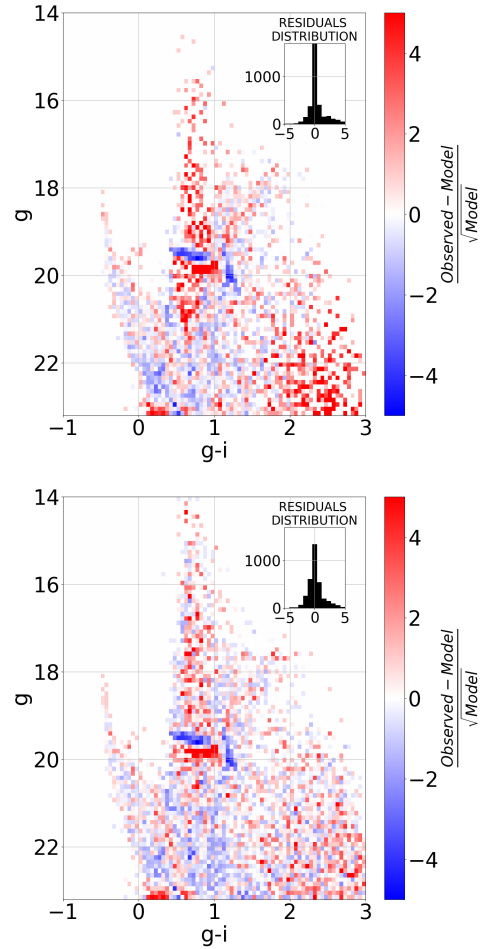 RESIDUALS
DISTRIBUTION
1000
0
−5 0 5
14
16
18
20
22
g
−1 0 1 2 3
g-i
4
2
0
−2
−4
Observed − Model
√Model
RESIDUALS
DISTRIBUTION
1000
0
−5 0 5
14
16
18
20
22
g
−1 0 1 2 3
g-i
4
2
0
−2
−4
Observed − Model
√Model